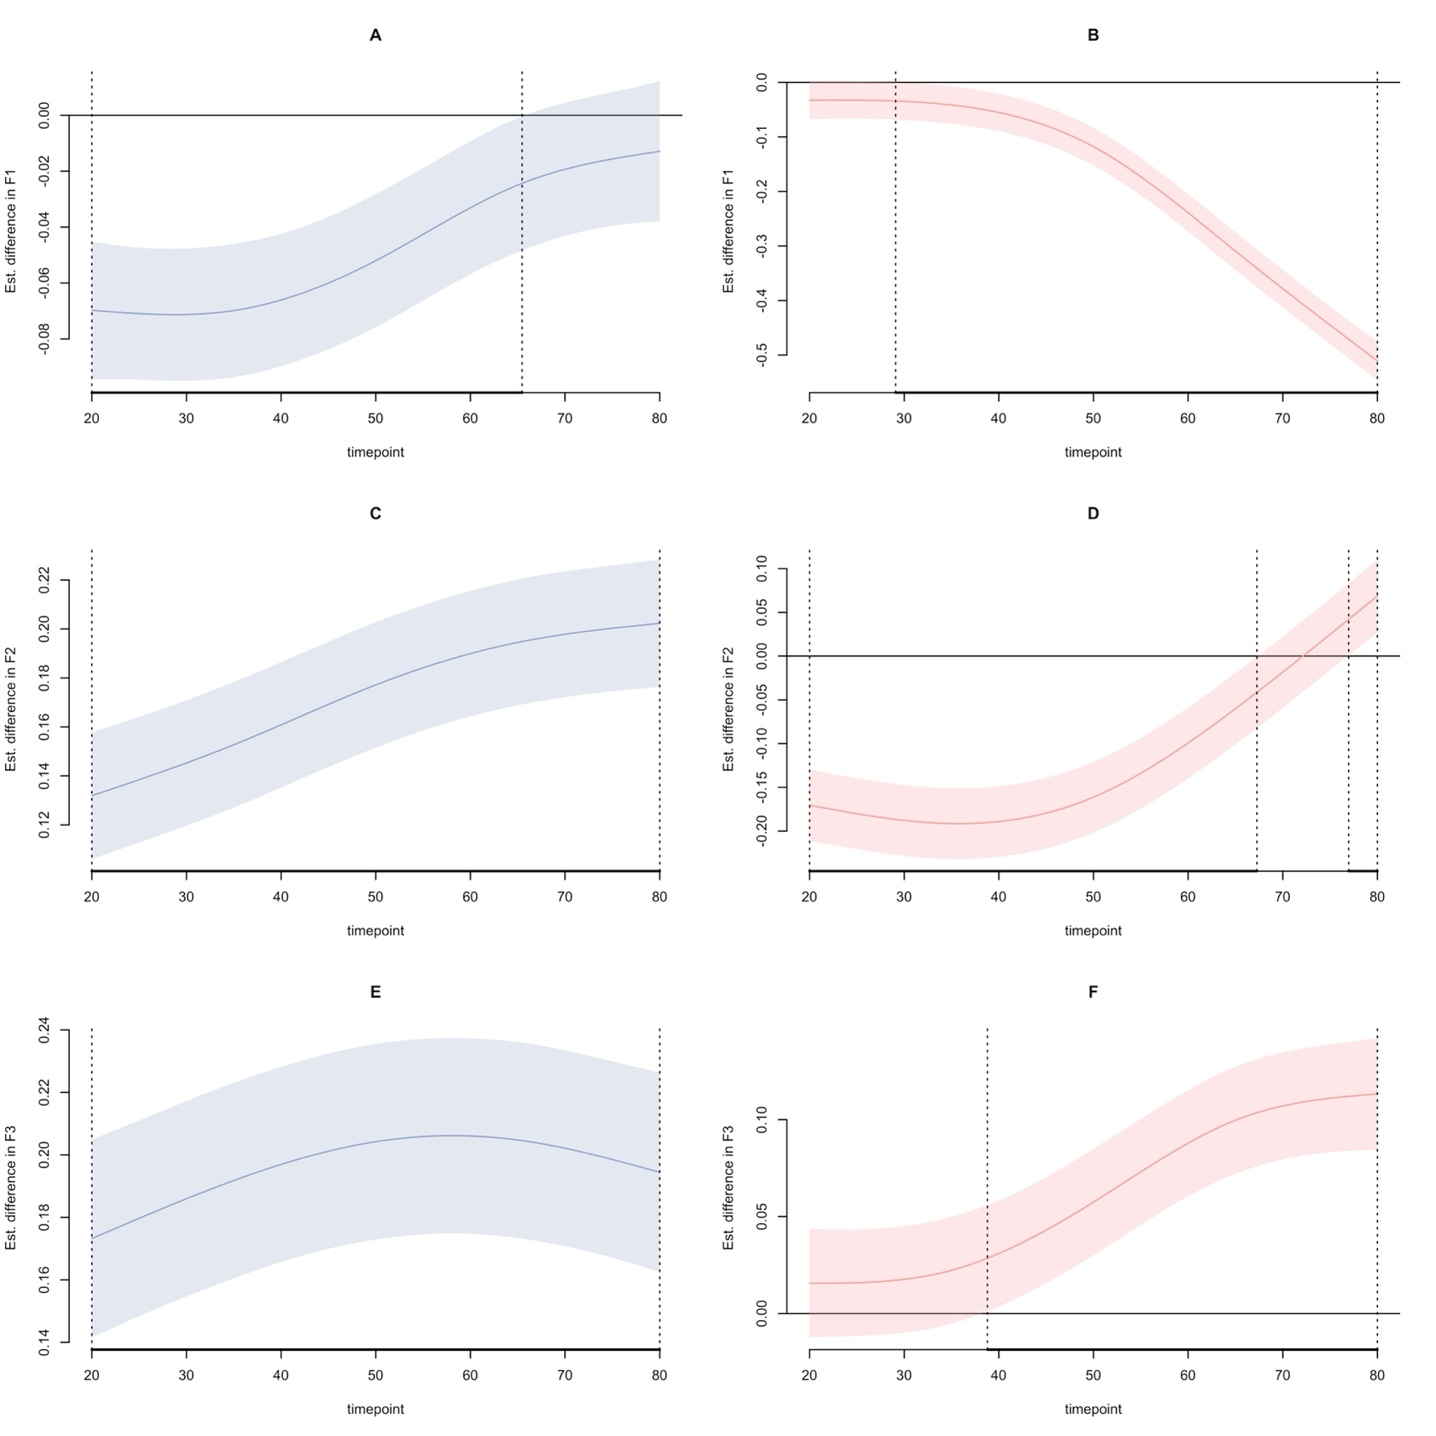 A
Est. difference in F1
0.00
-0.02
-0.04
-0.06
-0.08
20 30 40 50 60 70 80
timepoint
B
Est. difference in F1
0.0
-0.1
-0.2
-0.3
-0.4
-0.5
20 30 40 50 60 70 80
timepoint
C
Est. difference in F2
0.22
0.20
0.18
0.16
0.14
0.12
20 30 40 50 60 70 80
timepoint
D
Est. difference in F2
0.10
0.05
0.00
-0.05
-0.10
-0.15
-0.20
20 30 40 50 60 70 80
timepoint
E
Est. difference in F3
0.24
0.22
0.20
0.18
0.16
0.14
20 30 40 50 60 70 80
timepoint
F
Est. difference in F3
0.10
0.05
0.00
20 30 40 50 60 70 80
timepoint